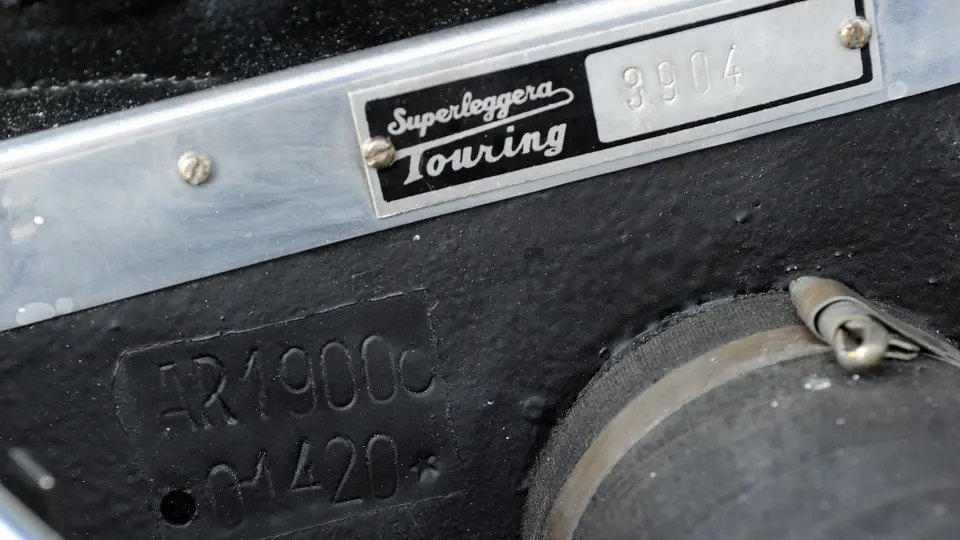 Superleggera
Touring
3904
AR1900C
01420★